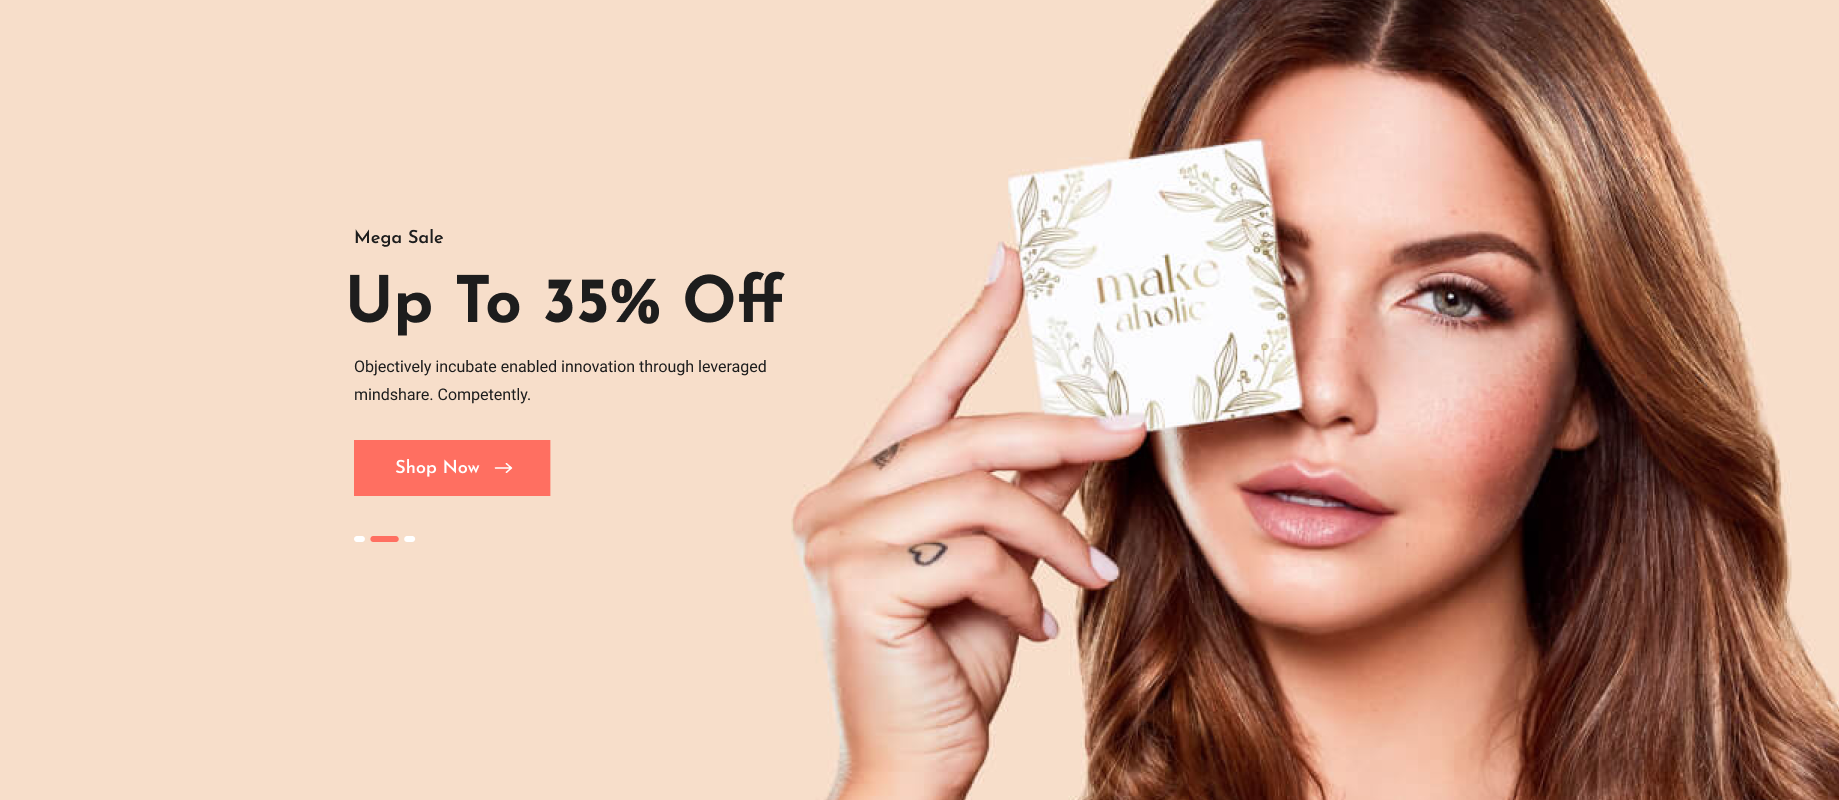 Mega Sale
Up To 35% Off
Objectively incubate enabled innovation through leveraged
mindshare. Competently.
Shop Now
make
aholic